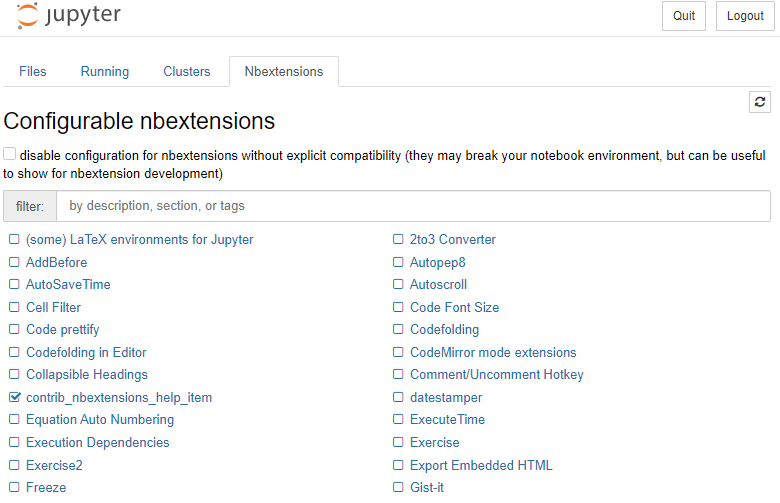 jupyter
Quit
Logout
Files
Running
Clusters
Nbextensions
Configurable nbextensions
disable configuration for nbextensions without explicit compatibility (they may break your notebook environment, but can be useful
to show for nbextension development)
filter:
by description, section, or tags
(some) LaTeX environments for Jupyter
2to3 Converter
AddBefore
Autopep8
AutoSaveTime
Autoscroll
Cell Filter
Code Font Size
Code prettify
Codefolding
Codefolding in Editor
CodeMirror mode extensions
Collapsible Headings
Comment/Uncomment Hotkey
contrib_nbextensions_help_item
datestamper
Equation Auto Numbering
ExecuteTime
Execution Dependencies
Exercise
Exercise2
Export Embedded HTML
Freeze
Gist-it